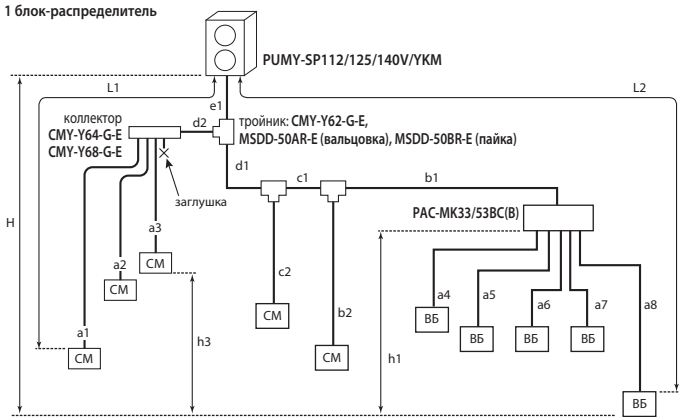 1 блок-распределитель
PUMY-SP112/125/140V/YKM
L1
L2
e1
коллектор
CMY-Y64-G-E
CMY-Y68-G-E
d2
тройник: CMY-Y62-G-E,
MSDD-50AR-E (вальцовка), MSDD-50BR-E (пайка)
d1
c1
b1
заглушка
PAC-MK33/53BC(B)
H
a3
a2
СМ
СМ
c2
a4
a5
a6
a7
a8
СМ
b2
ВБ
a1
h3
h1
ВБ
ВБ
ВБ
СМ
СМ
ВБ